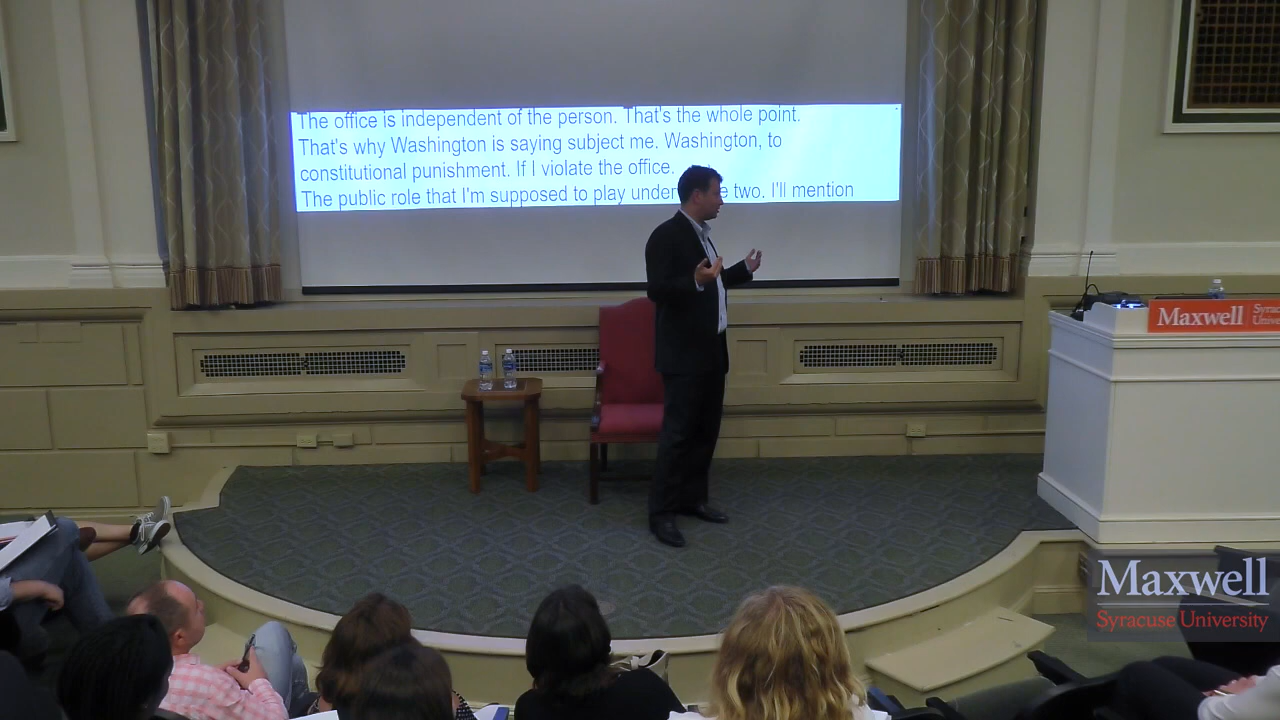 The office is independent of the person. That's the whole point.
That's why Washington is saying subject me. Washington, to
constitutional punishment. If I violate the office.
The public role that I'm supposed to play under two. I'll mention
Maxwell
Maxwell
Syracuse University